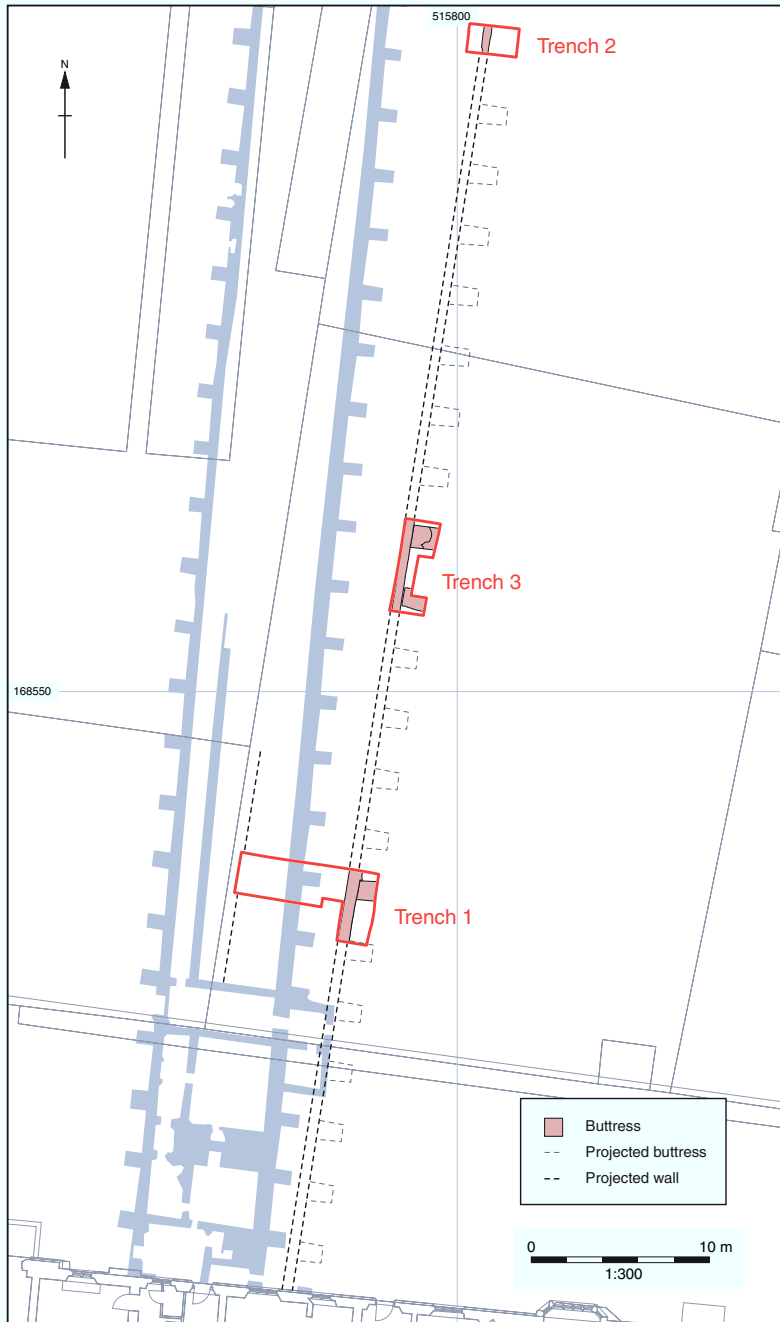 515800
Trench 2
N
Trench 3
168550
Trench 1
Buttress
Projected buttress
Projected wall
0 10 m
1:300